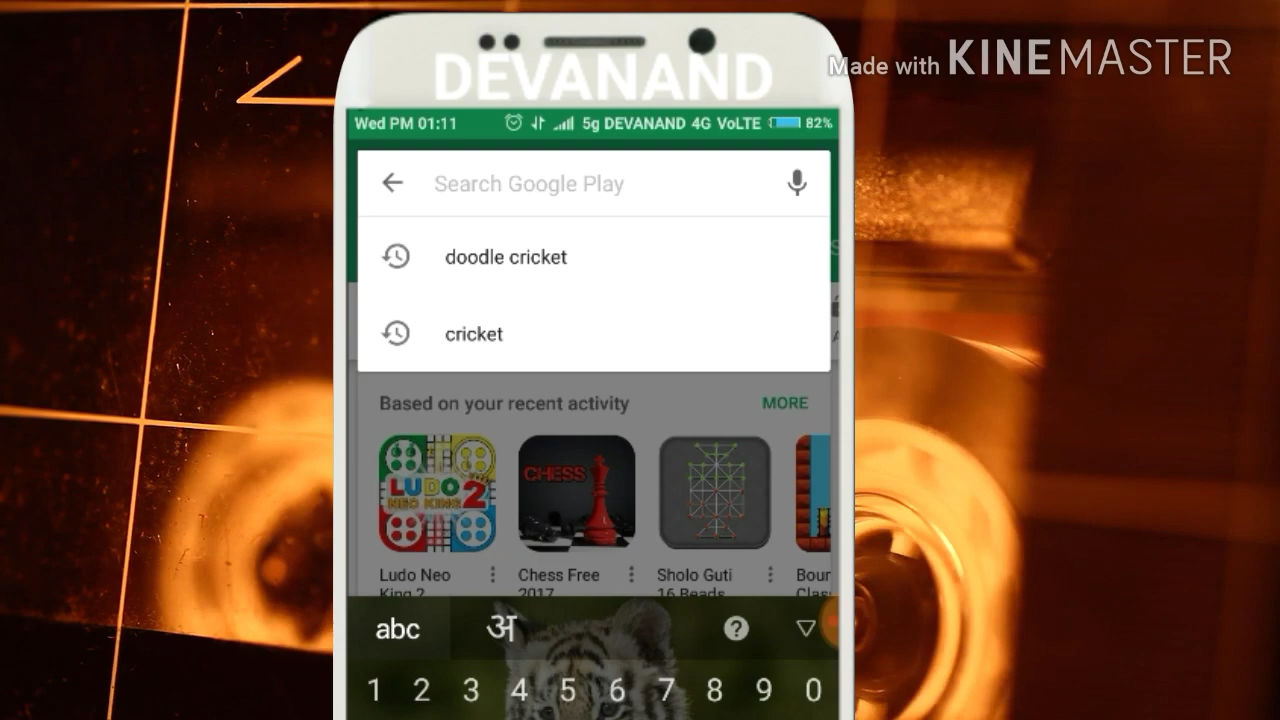 Made with KINEMASTER
DEVANAND
Wed PM 01:11 5g DEVANAND 4G VoLTE 82%
Search Google Play
doodle cricket
cricket
Based on your recent activity MORE
CHESS
LUDO 2
NEO KING
Ludo Neo Chess Free Sholo Guti
King 2 2017 16 Beads
abc अ ?
1 2 3 4 5 6 7 8 9 0